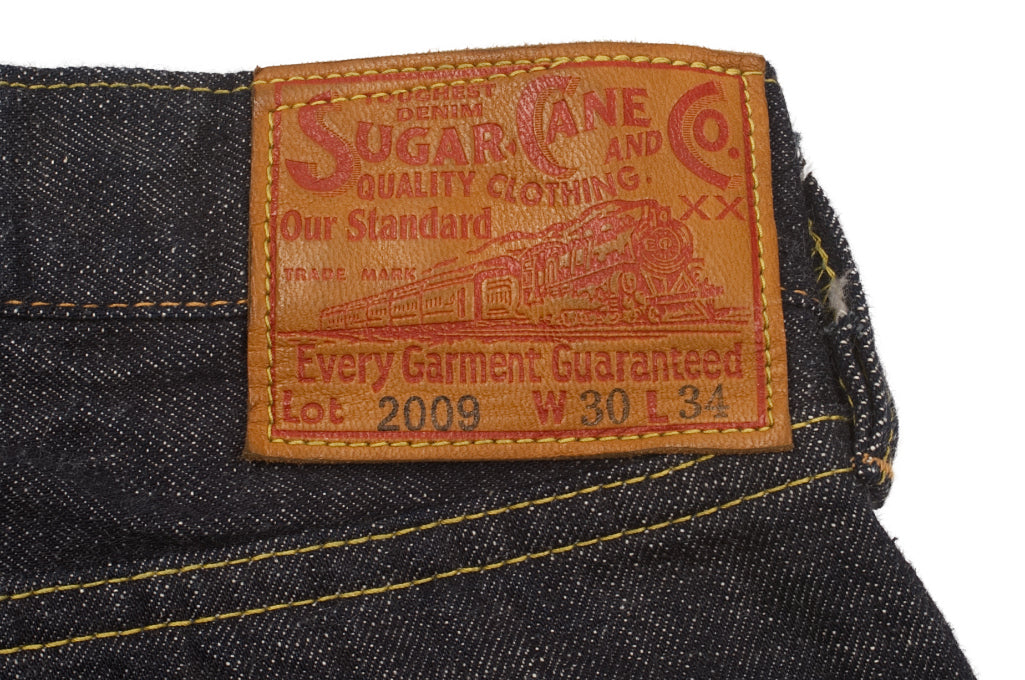 TOUGHEST
DENIM
SUGAR CANE AND CO.
QUALITY CLOTHING.
XX
Our Standard
TRADE MARK
Every Garment Guaranteed
Lot 2009 W 30 L 34